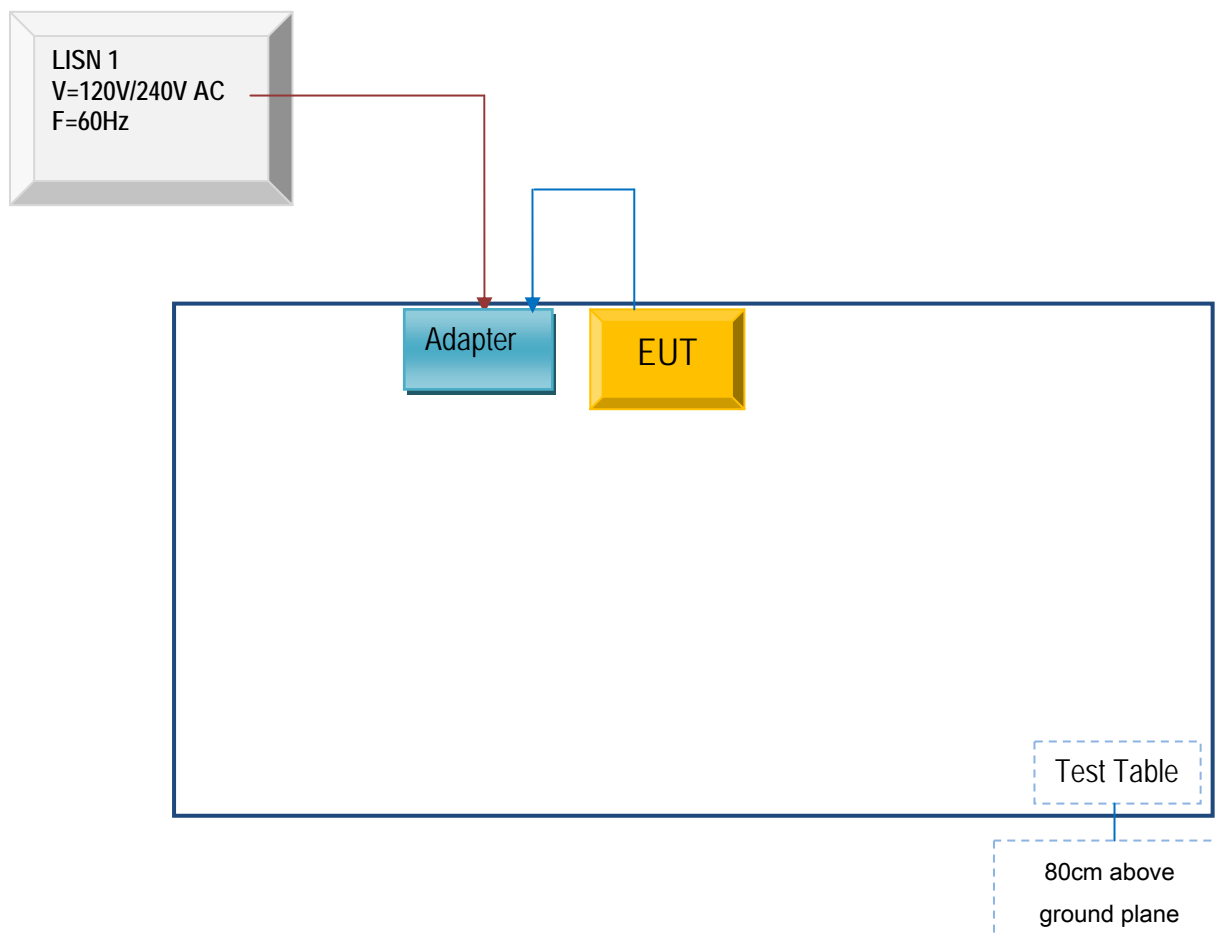 LISN 1
V=120V/240V AC
F=60Hz
Adapter
EUT
Test Table
80cm above
ground plane